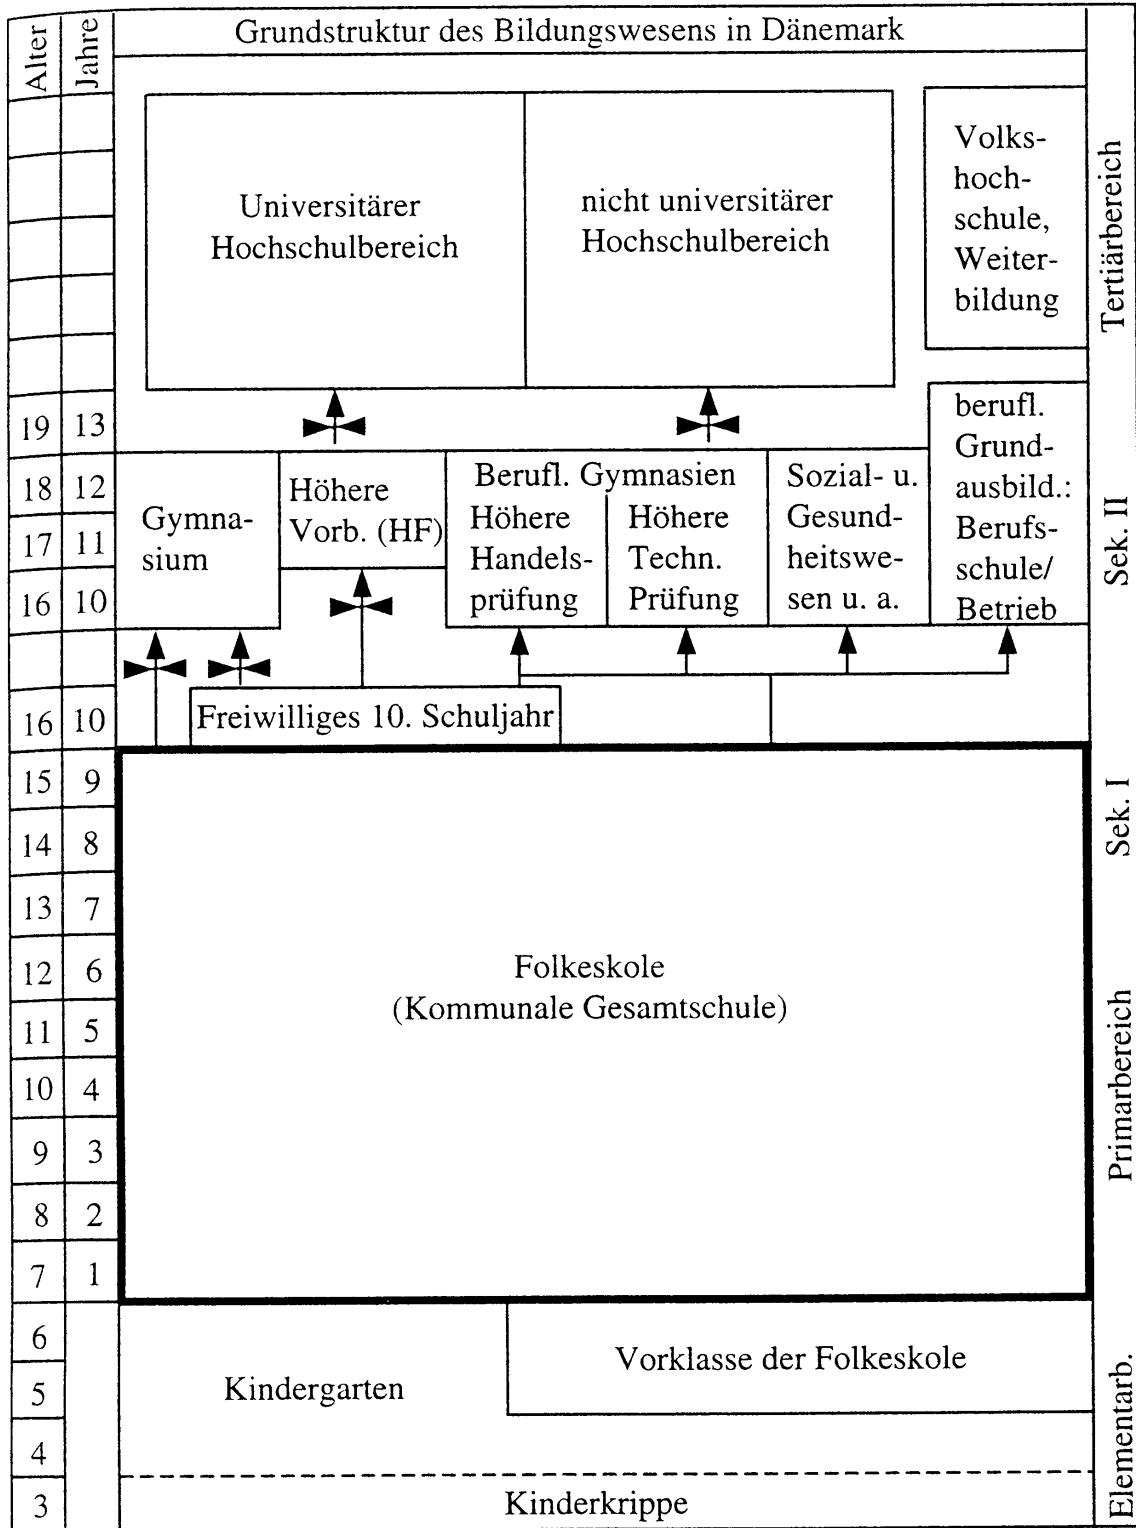 Grundstruktur des Bildungswesens in Dänemark
Alter
Jahre
Universitärer
Hochschulbereich
nicht universitärer
Hochschulbereich
Volks-
hoch-
schule,
Weiter-
bildung
Tertiärbereich
19 13
18 12
17 11
16 10
Gymna-
sium
Höhere
Vorb. (HF)
Berufl. Gymnasien
Höhere
Handels-
prüfung
Höhere
Techn.
Prüfung
Sozial- u.
Gesund-
heitswe-
sen u. a.
berufl.
Grund-
ausbild.:
Berufs-
schule/
Betrieb
Sek. II
16 10
Freiwilliges 10. Schuljahr
15 9
14 8
13 7
12 6
11 5
10 4
9 3
8 2
7 1
Folkeskole
(Kommunale Gesamtschule)
Sek. I
Primarbereich
6
5
4
3
Kindergarten
Vorklasse der Folkeskole
Kinderkrippe
Elementarb.